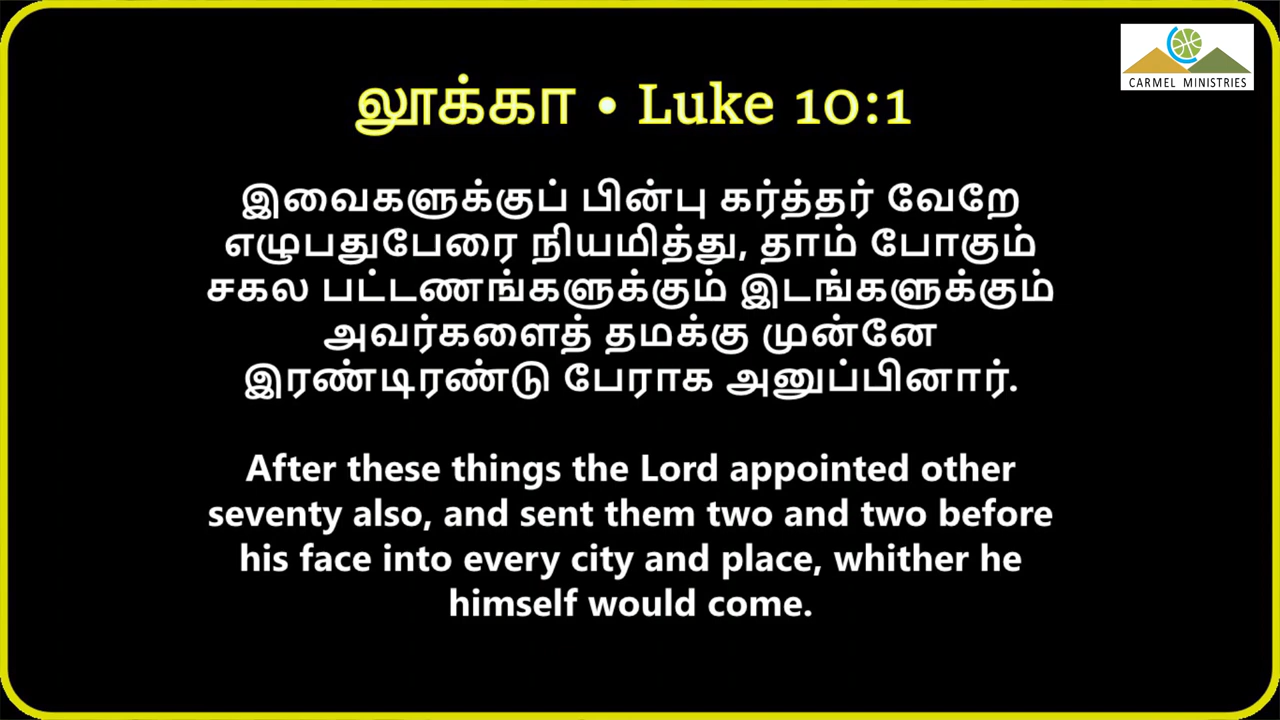 CARMEL MINISTRIES
லூக்கா • Luke 10:1
இவைகளுக்குப் பின்பு கர்த்தர் வேறே
எழுபதுபேரை நியமித்து, தாம் போகும்
சகல பட்டணங்களுக்கும் இடங்களுக்கும்
அவர்களைத் தமக்கு முன்னே
இரண்டிரண்டு பேராக அனுப்பினார்.
After these things the Lord appointed other
seventy also, and sent them two and two before
his face into every city and place, whither he
himself would come.